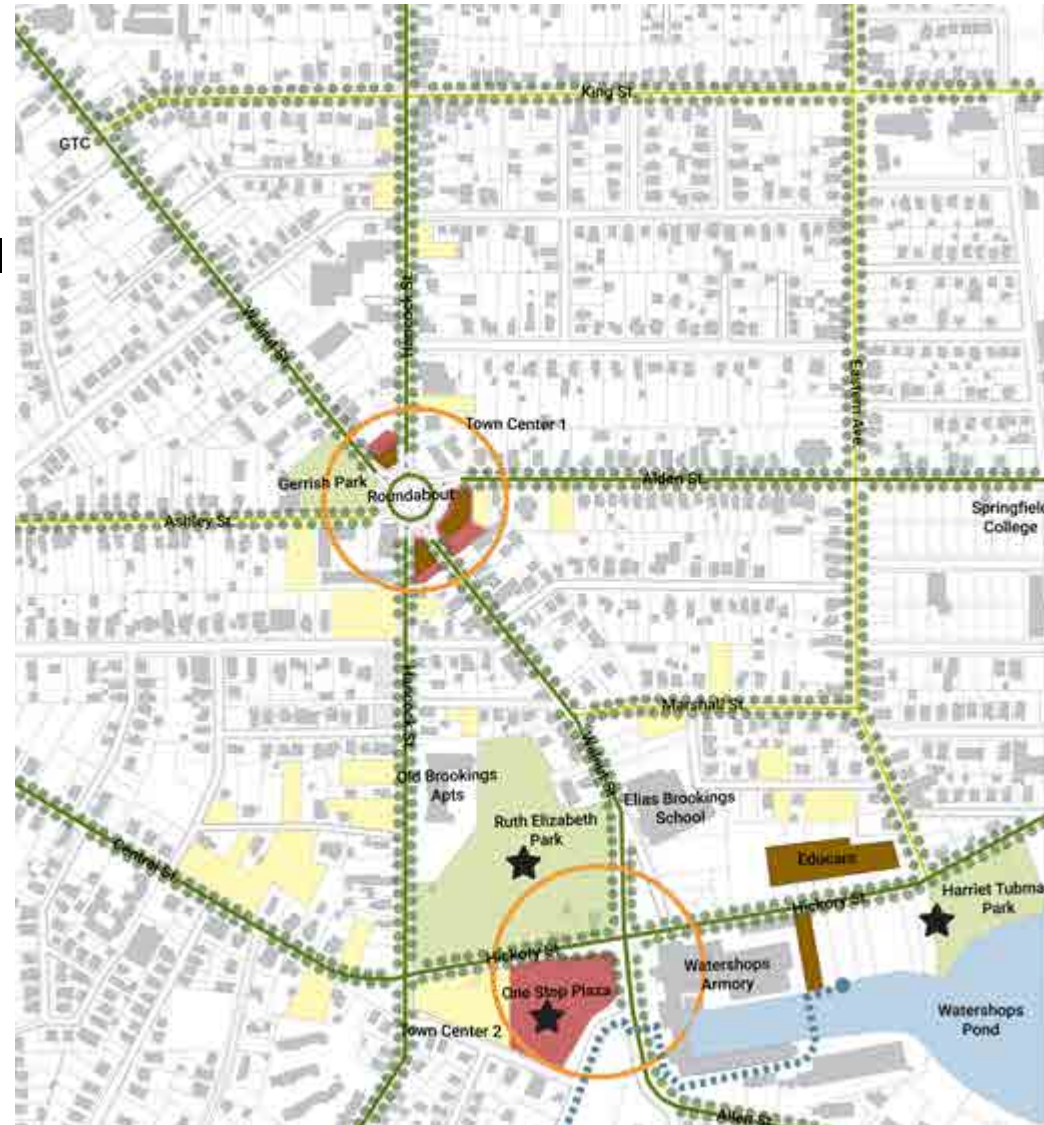 King St.
GTC
Hancock St.
Walnut St.
Eastern Ave.
Town Center 1
Gerrish Park
Roundabout
Alden St.
Ashley St.
Springfiel
College
Marshall St.
Hancock St.
Walnut St.
Old Brookings
Apts
Elias Brookings
School
Ruth Elizabeth
Park
Central St.
Educare
Hickory St.
Harriet Tubma
Park
Hickory St.
Watershops
Armory
One Stop Plaza
Watershops
Pond
Town Center 2
Allen St.